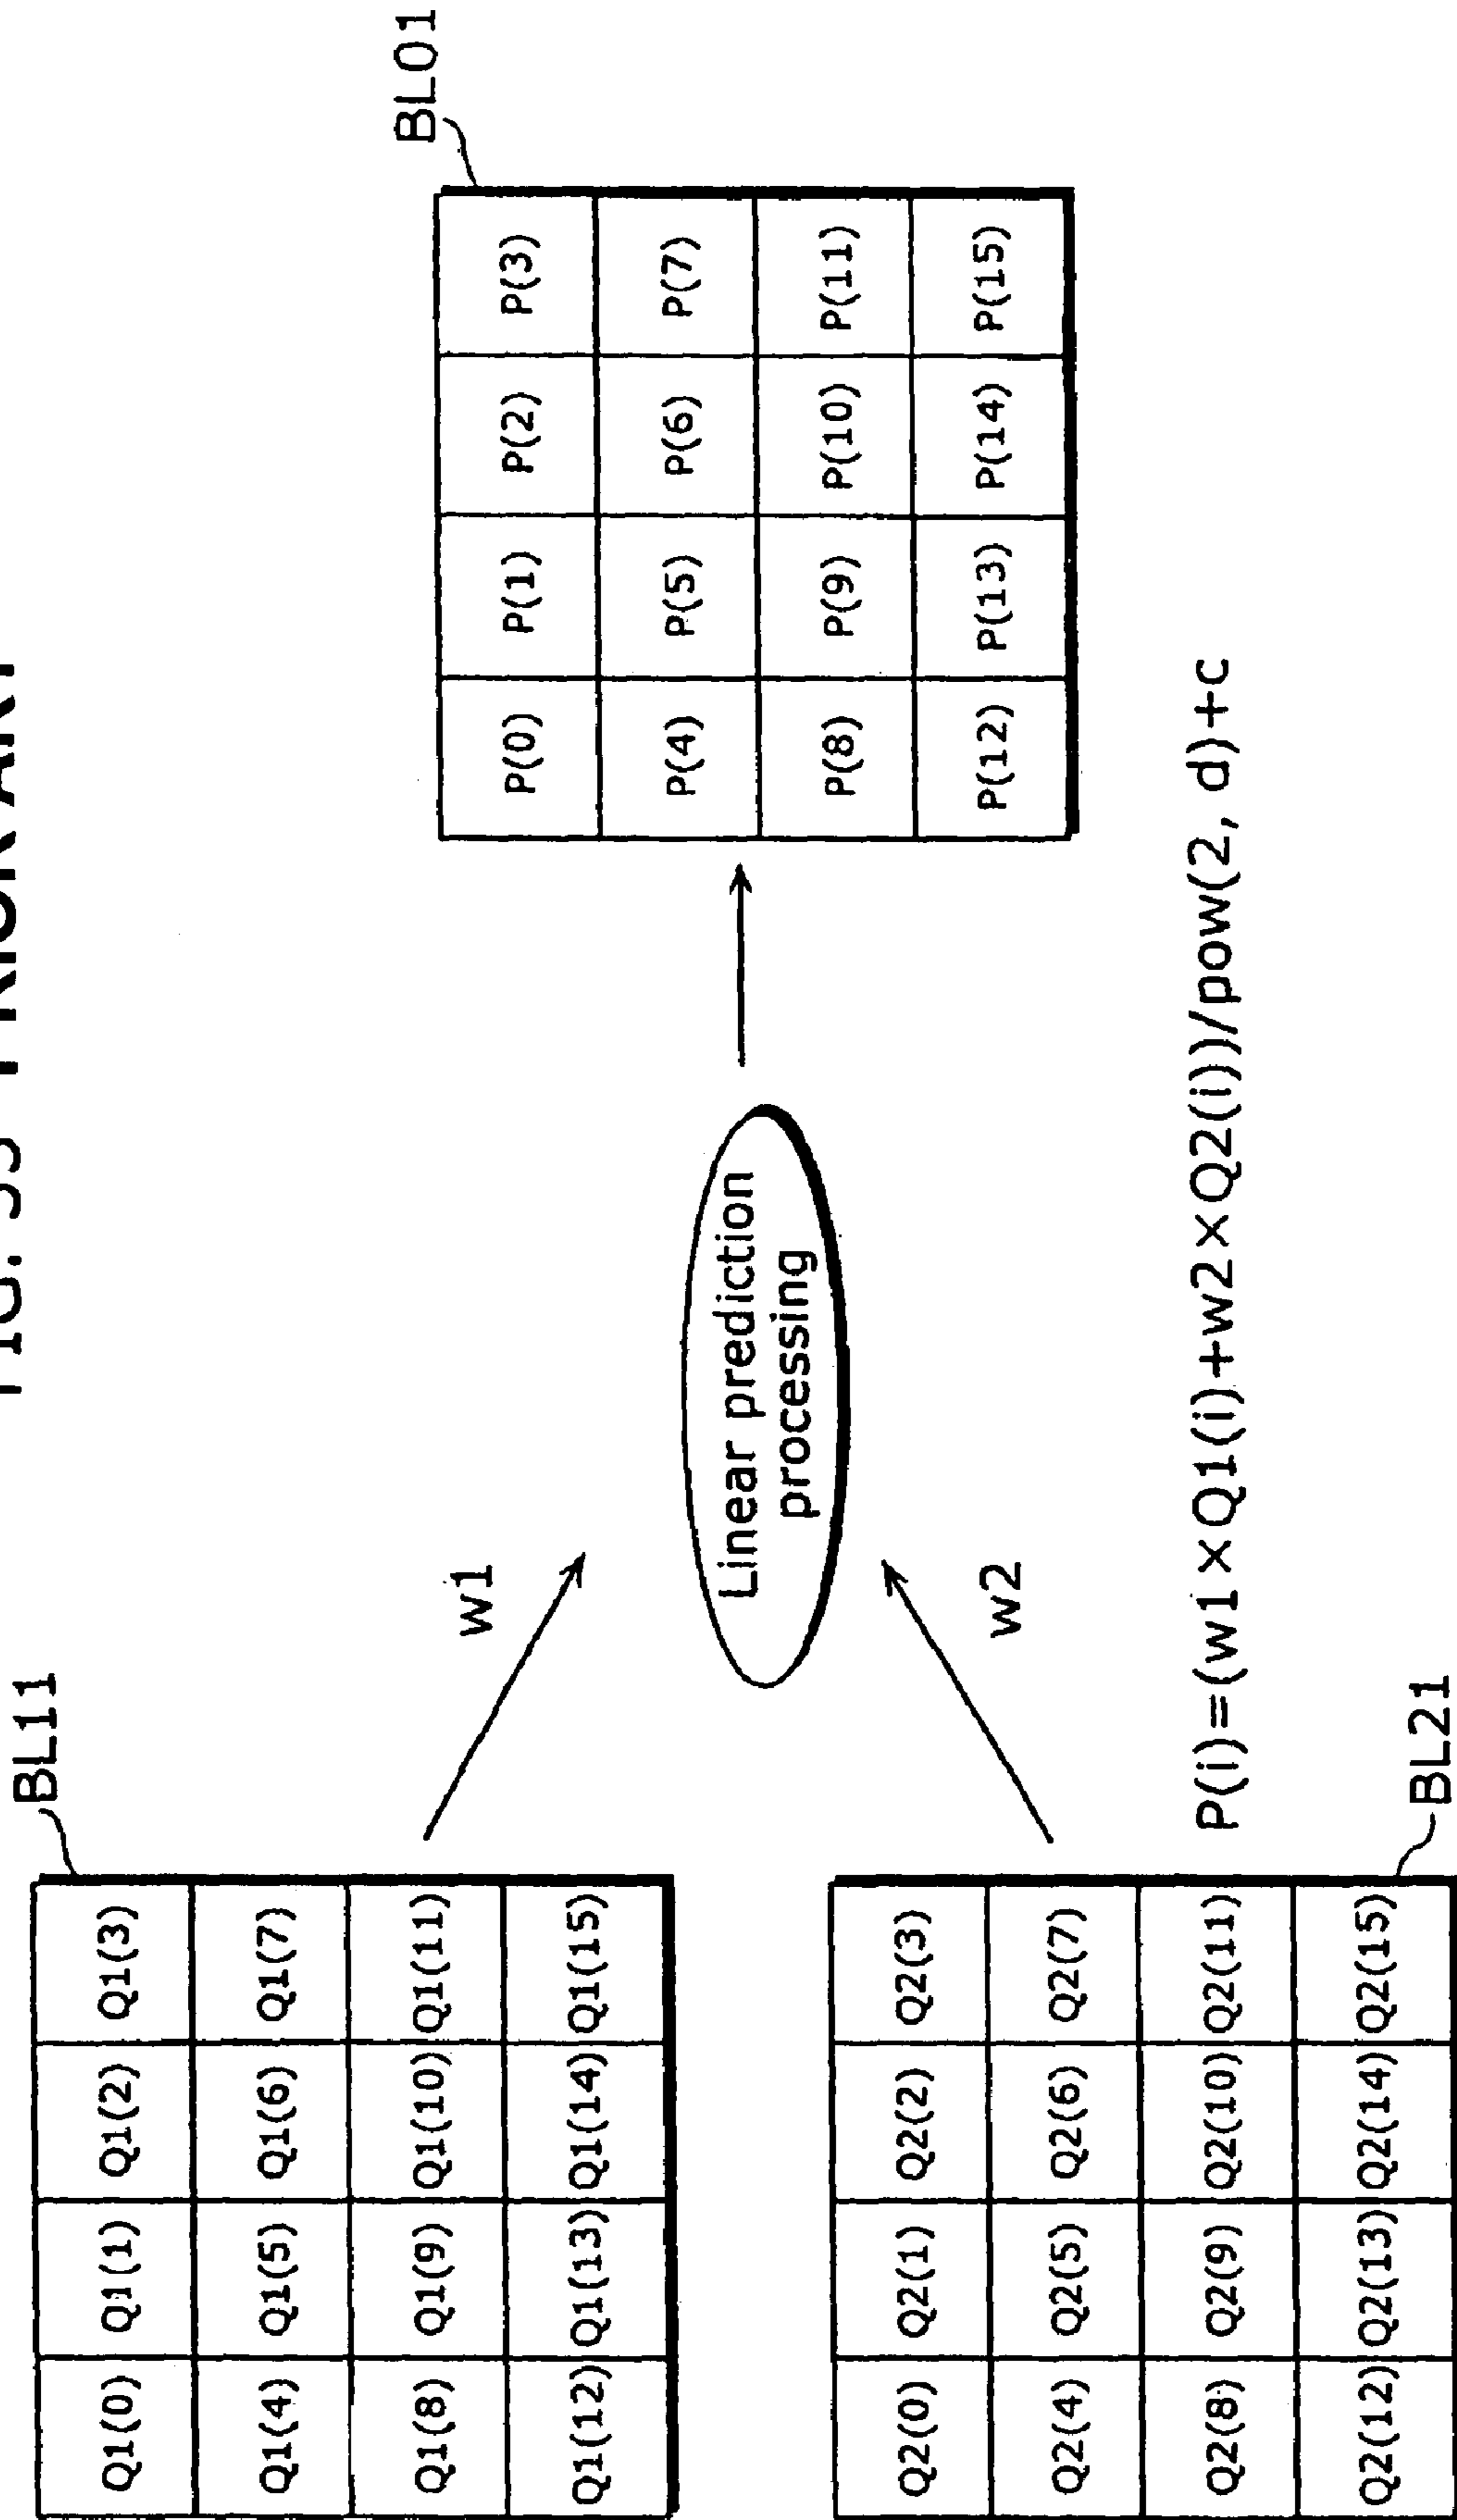 FIG. 33 PRIOR ART
BL11
Q1(0) Q1(1) Q1(2) Q1(3)
Q1(4) Q1(5) Q1(6) Q1(7)
Q1(8) Q1(9) Q1(10) Q1(11)
Q1(12) Q1(13) Q1(14) Q1(15)
w1
Linear prediction
processing
BL01
P(0) P(1) P(2) P(3)
P(4) P(5) P(6) P(7)
P(8) P(9) P(10) P(11)
P(12) P(13) P(14) P(15)
w2
Q2(0) Q2(1) Q2(2) Q2(3)
Q2(4) Q2(5) Q2(6) Q2(7)
Q2(8) Q2(9) Q2(10) Q2(11)
Q2(12) Q2(13) Q2(14) Q2(15)
BL21
P(i)=(w1×Q1(i)+w2×Q2(i))/pow(2, d)+c